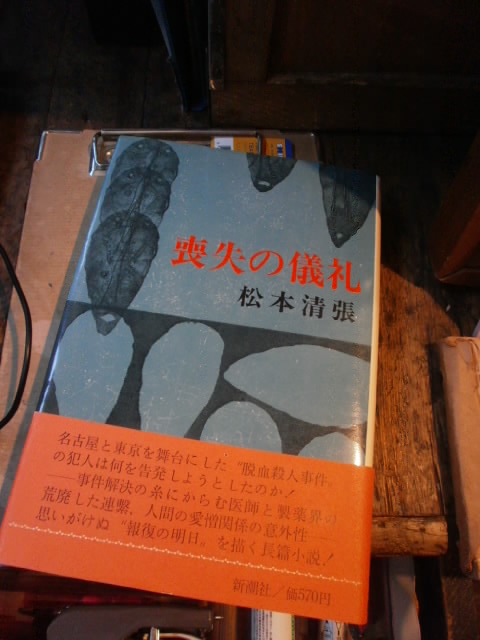 喪失の儀礼
松本清張
名古屋と東京を舞台にした〝脱血殺人事件〟
の犯人は何を告発しようとしたのか!
——事件解決の糸にからむ医師と製薬界の
荒廃した連繫、人間の愛憎関係の意外性——
思いがけぬ〝報復の明日〟を描く長篇小説!
新潮社/価570円